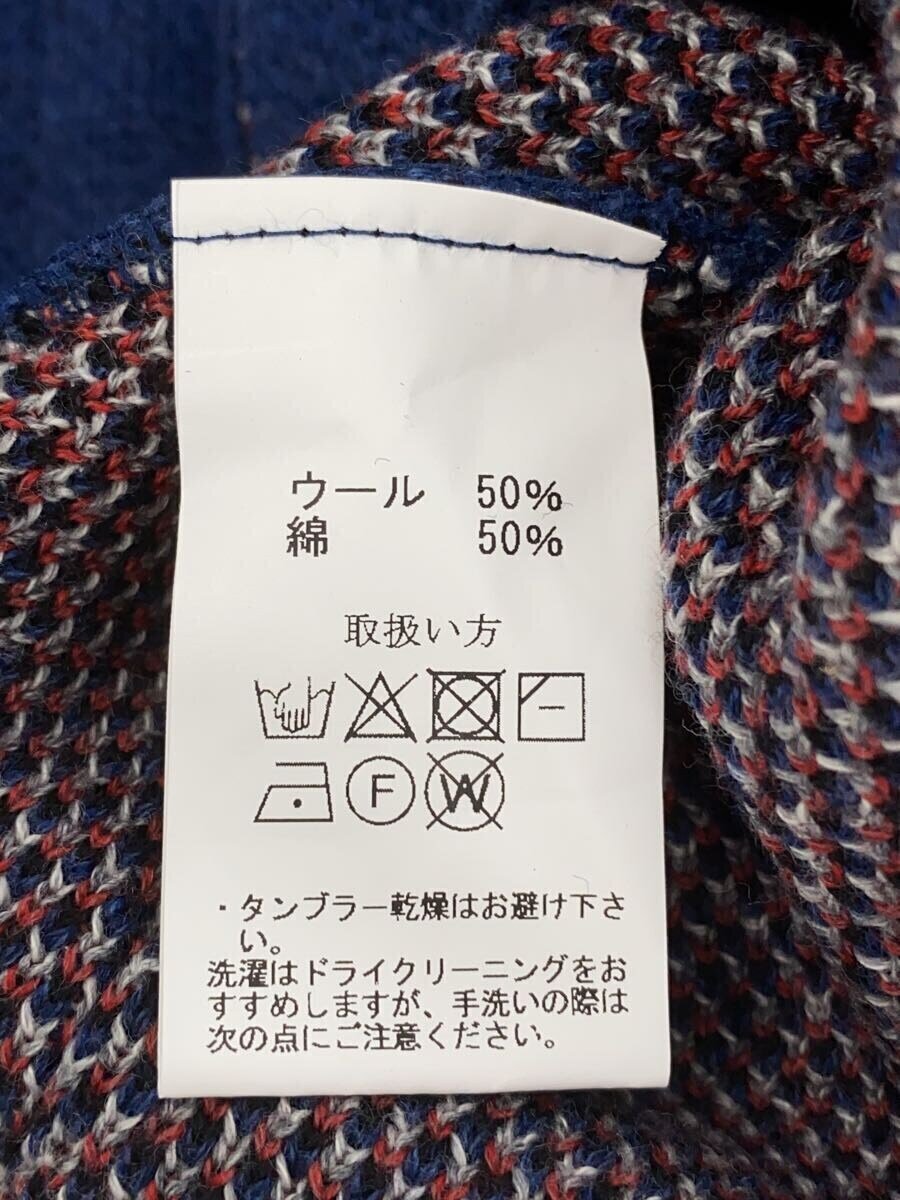 ウール 50%
綿 50%
取扱い方
F W
・タンブラー乾燥はお避け下さ
い。
洗濯はドライクリーニングをお
すすめしますが、手洗いの際は
次の点にご注意ください。